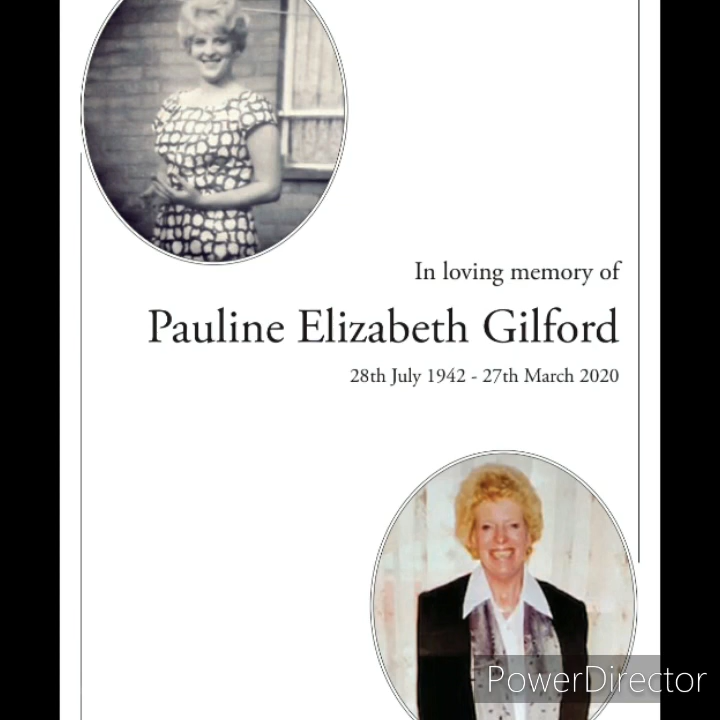 In loving memory of
Pauline Elizabeth Gilford
28th July 1942 - 27th March 2020
PowerDirector